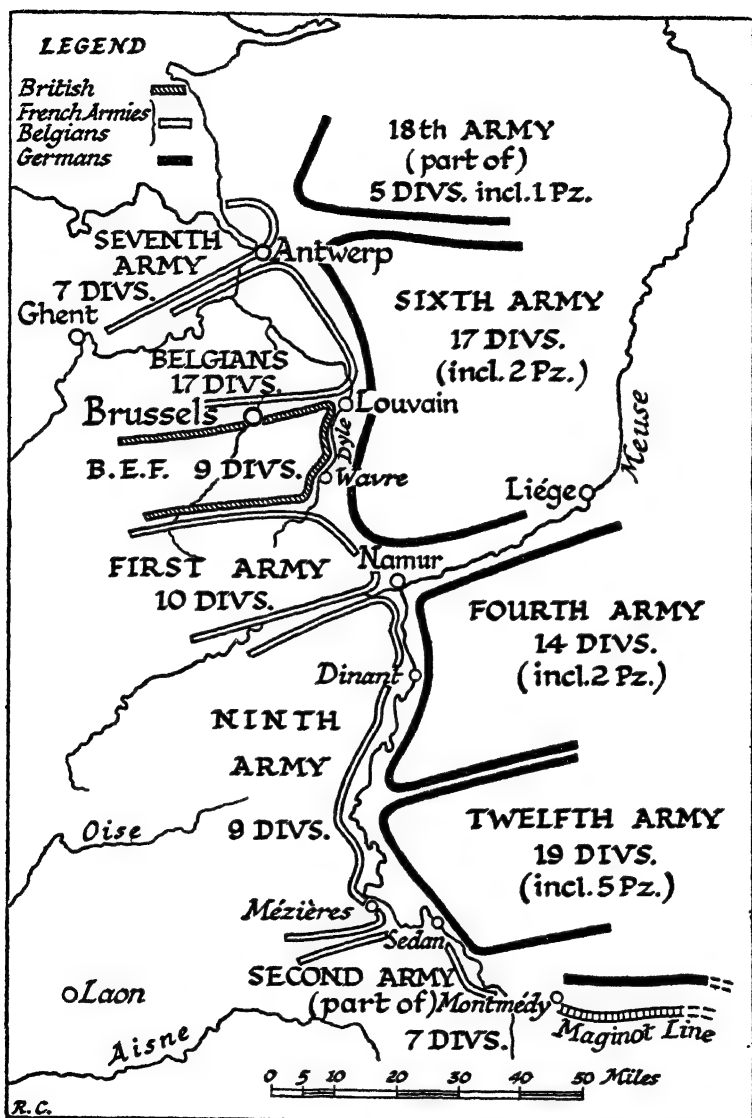 LEGEND
British
French Armies
Belgians
Germans
18th ARMY
(part of)
5 DIVS. incl. 1 Pz.
SEVENTH
ARMY
7 DIVS.
Antwerp
Ghent
SIXTH ARMY
17 DIVS.
(incl. 2 Pz.)
BELGIANS
17 DIVS.
Brussels
Louvain
Dyle
B.E.F. 9 DIVS.
Wavre
Liége
Meuse
FIRST ARMY
10 DIVS.
Namur
FOURTH ARMY
14 DIVS.
(incl. 2 Pz.)
Dinant
NINTH
ARMY
9 DIVS.
Oise
TWELFTH ARMY
19 DIVS.
(incl. 5 Pz.)
Mézières
Sedan
SECOND ARMY
(part of)
7 DIVS.
Montmédy
Maginot Line
Laon
Aisne
0 5 10 20 30 40 50 Miles
R.C.